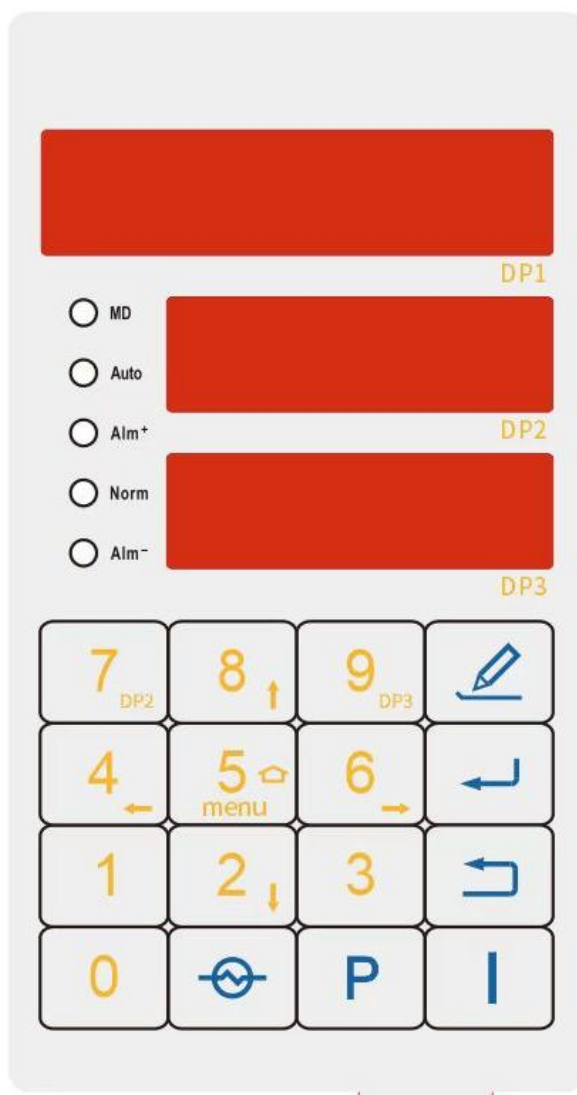 DP1
MD
Auto
Alm+
DP2
Norm
Alm-
DP3
7 DP2 8 9 DP3
4 5 6
menu
1 2 3
0 P I